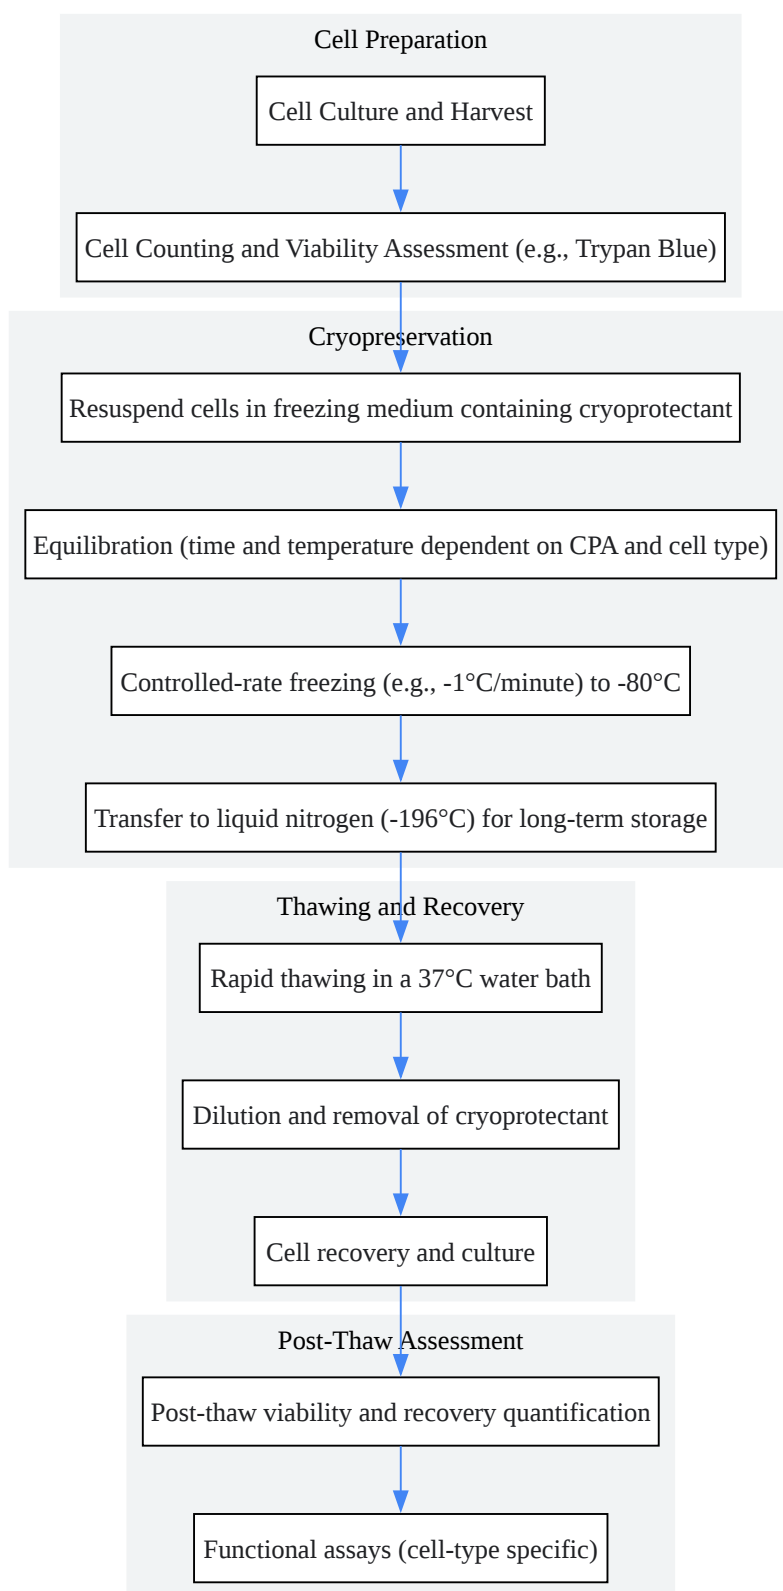 Cell Preparation
Cell Culture and Harvest
Cell Counting and Viability Assessment (e.g., Trypan Blue)
Cryopreservation
Resuspend cells in freezing medium containing cryoprotectant
Equilibration (time and temperature dependent on CPA and cell type)
Controlled-rate freezing (e.g., -1°C/minute) to -80°C
Transfer to liquid nitrogen (-196°C) for long-term storage
Thawing and Recovery
Rapid thawing in a 37°C water bath
Dilution and removal of cryoprotectant
Cell recovery and culture
Post-Thaw Assessment
Post-thaw viability and recovery quantification
Functional assays (cell-type specific)